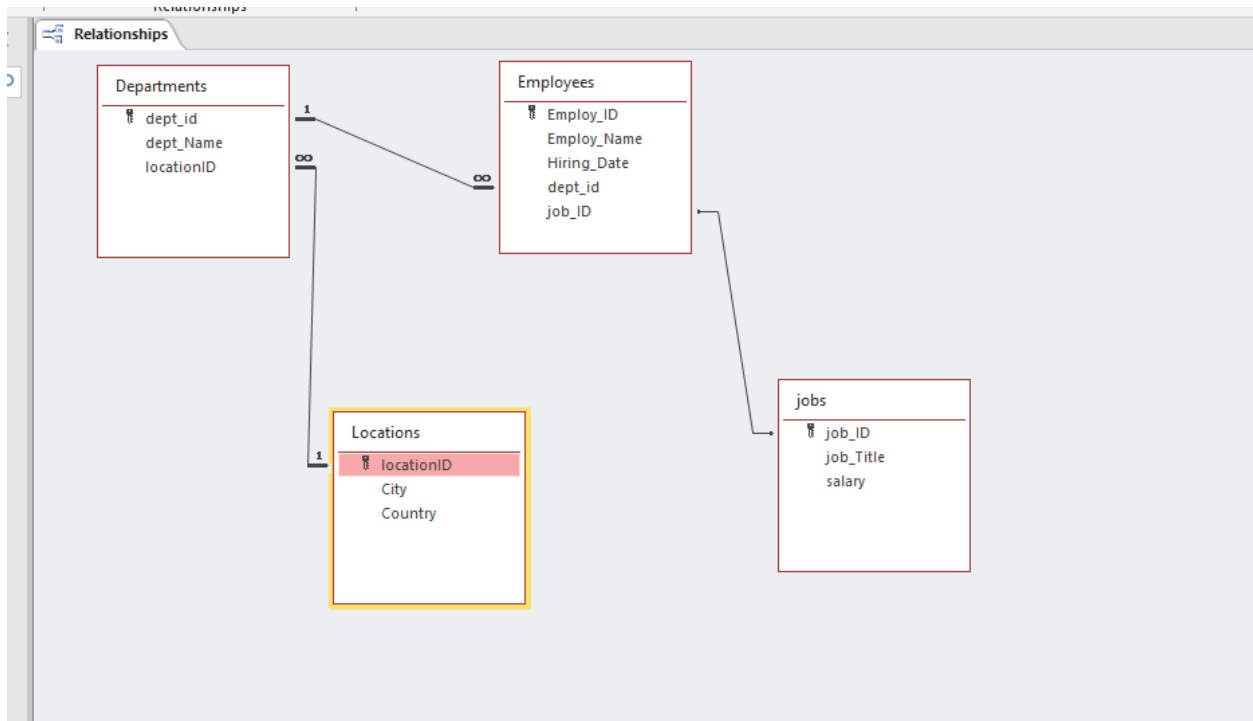 Relationships
Relationships
Departments
dept_id
dept_Name
locationID
1
∞
Employees
Employ_ID
Employ_Name
Hiring_Date
dept_id
job_ID
∞
Locations
locationID
City
Country
1
jobs
job_ID
job_Title
salary